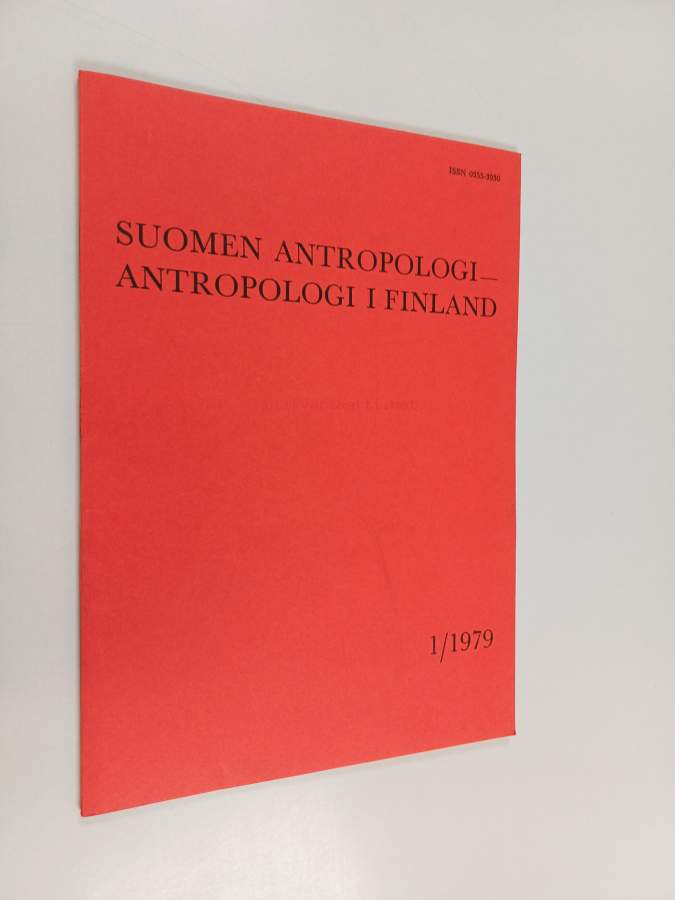 ISSN 0355-3930
SUOMEN ANTROPOLOGI—
ANTROPOLOGI I FINLAND
1/1979